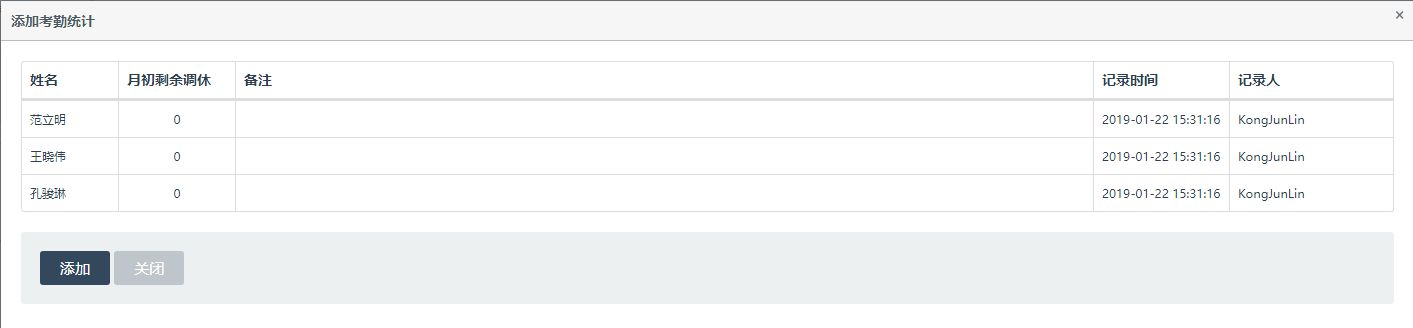 添加考勤统计 ×
姓名 月初剩余调休 备注 记录时间 记录人
范立明 0 2019-01-22 15:31:16 KongJunLin
王晓伟 0 2019-01-22 15:31:16 KongJunLin
孔骏琳 0 2019-01-22 15:31:16 KongJunLin
添加 关闭